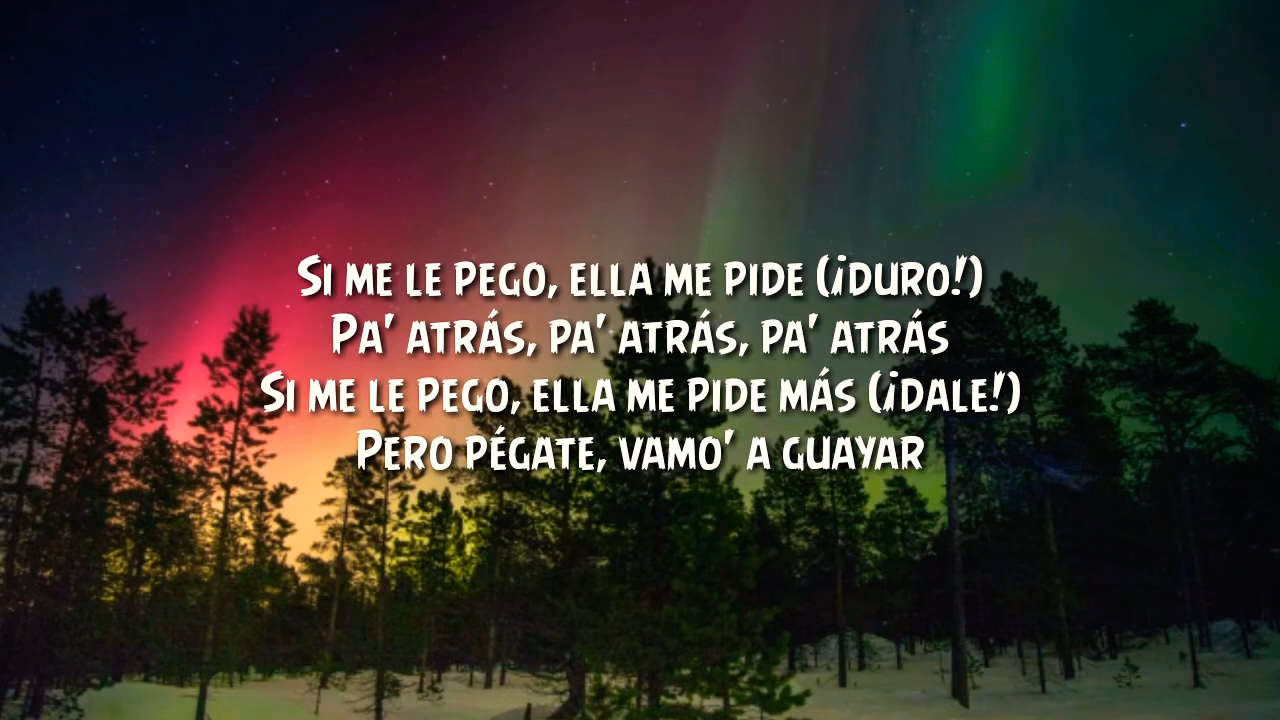 Si me le pego, ella me pide (¡duro!)
Pa' atrás, pa' atrás, pa' atrás
Si me le pego, ella me pide más (¡dale!)
Pero pégate, vamo' a guayar